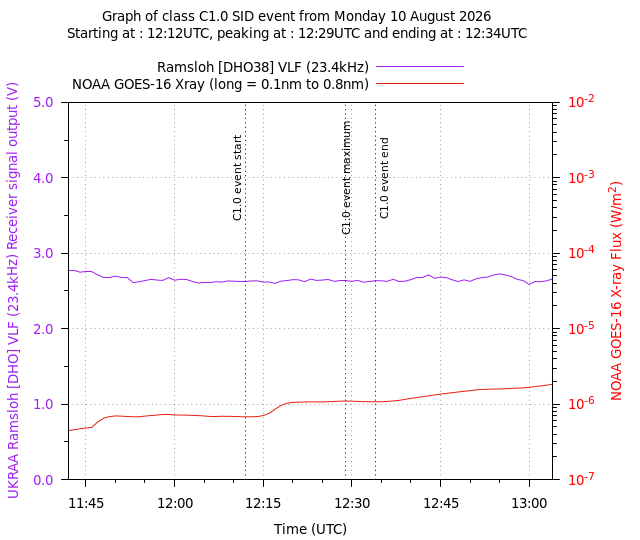 Graph of class C1.0 SID event from Monday 10 August 2026
Starting at : 12:12UTC, peaking at : 12:29UTC and ending at : 12:34UTC
Ramsloh [DHO38] VLF (23.4kHz)
NOAA GOES-16 Xray (long = 0.1nm to 0.8nm)
UKRAA Ramsloh [DHO] VLF (23.4kHz) Receiver signal output (V)
5.0
4.0
3.0
2.0
1.0
0.0
C1.0 event start
C1.0 event maximum
C1.0 event end
10-2
10-3
10-4
10-5
10-6
10-7
NOAA GOES-16 X-ray Flux (W/m2)
11:45 12:00 12:15 12:30 12:45 13:00
Time (UTC)